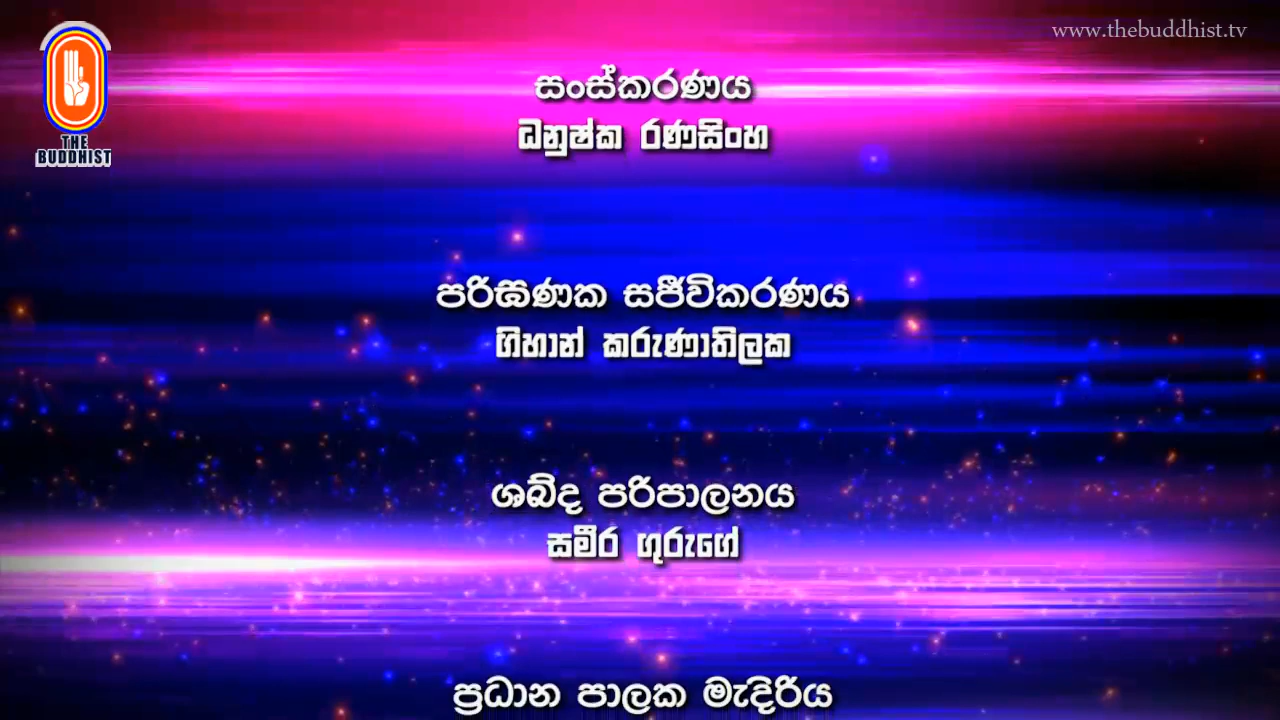 www.thebuddhist.tv
THE
BUDDHIST
සංස්කරණය
ධනුෂ්ක රණසිංහ
පරිඝණක සජීවිකරණය
ගිහාන් කරුණාතිලක
ශබ්ද පරිපාලනය
සමීර ගුරුගේ
ප්‍රධාන පාලක මැදිරිය